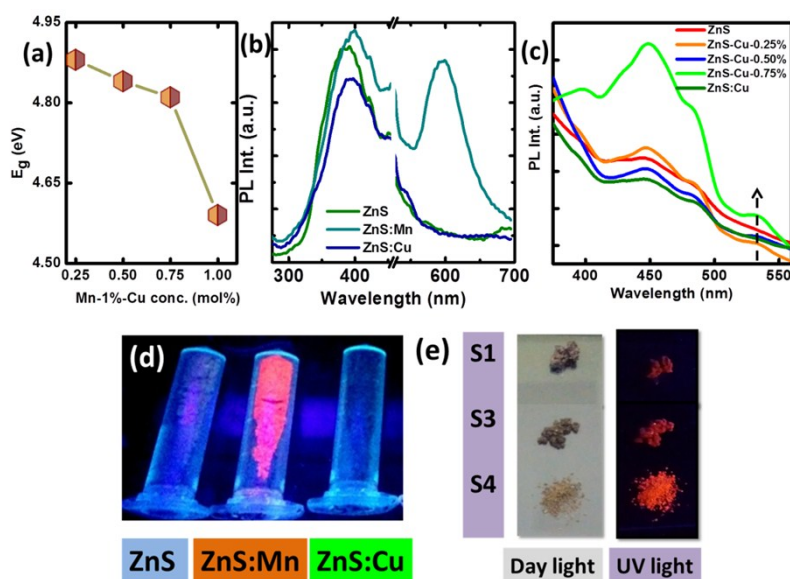 (a)
4.95
4.80
4.65
4.50
E_g (eV)
0.25 0.50 0.75 1.00
Mn-1%-Cu conc. (mol%)
(b)
PL Int. (a.u.)
ZnS
ZnS:Mn
ZnS:Cu
300 400 600 700
Wavelength (nm)
(c)
PL Int. (a.u.)
ZnS
ZnS-Cu-0.25%
ZnS-Cu-0.50%
ZnS-Cu-0.75%
ZnS:Cu
400 450 500 550
Wavelength (nm)
(d)
ZnS ZnS:Mn ZnS:Cu
(e)
S1
S3
S4
Day light UV light